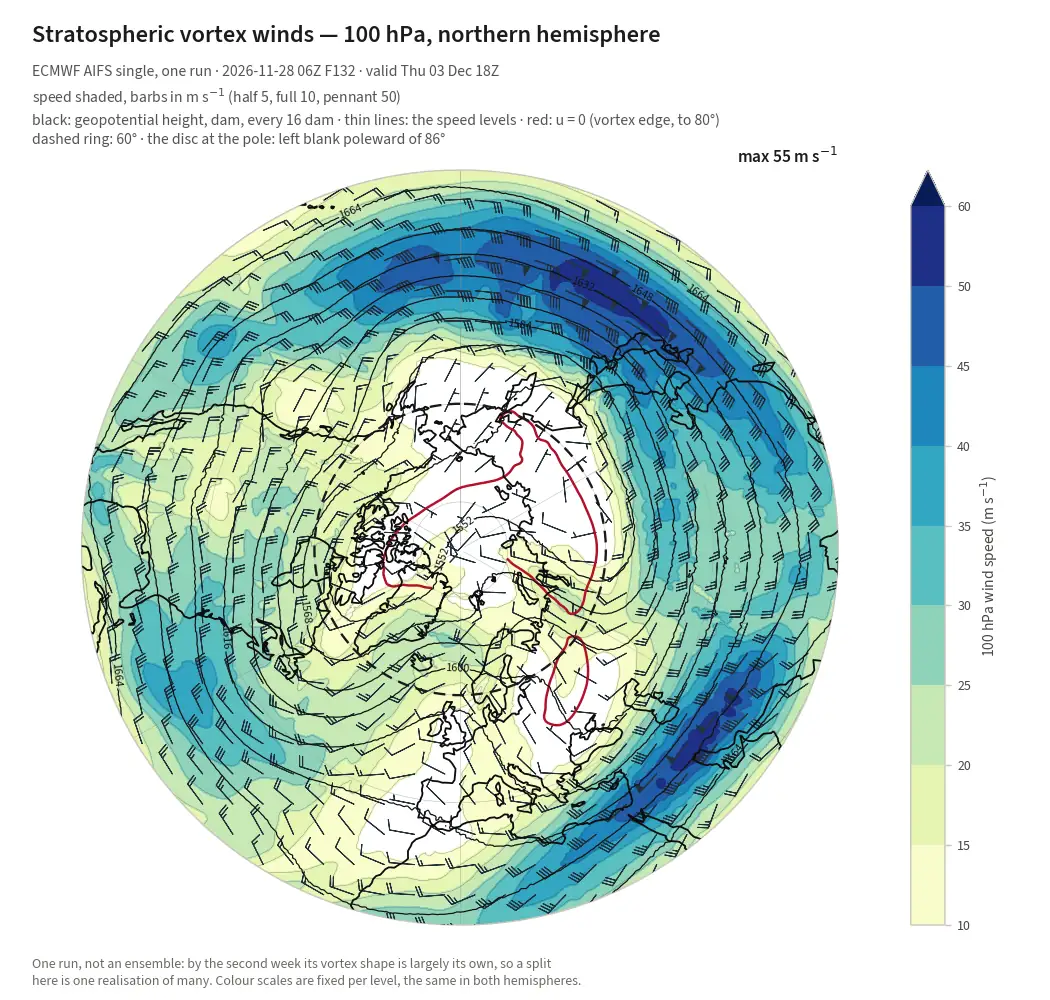 Stratospheric vortex winds — 100 hPa, northern hemisphere
ECMWF AIFS single, one run · 2026-11-28 06Z F132 · valid Thu 03 Dec 18Z
speed shaded, barbs in m s⁻¹ (half 5, full 10, pennant 50)
black: geopotential height, dam, every 16 dam · thin lines: the speed levels · red: u = 0 (vortex edge, to 80°)
dashed ring: 60° · the disc at the pole: left blank poleward of 86°
max 55 m s⁻¹
1664
1632
1648
1664
1584
1552
1552
1568
1616
1600
1664
60
50
45
40
35
30
25
20
15
10
100 hPa wind speed (m s⁻¹)
One run, not an ensemble: by the second week its vortex shape is largely its own, so a split
here is one realisation of many. Colour scales are fixed per level, the same in both hemispheres.